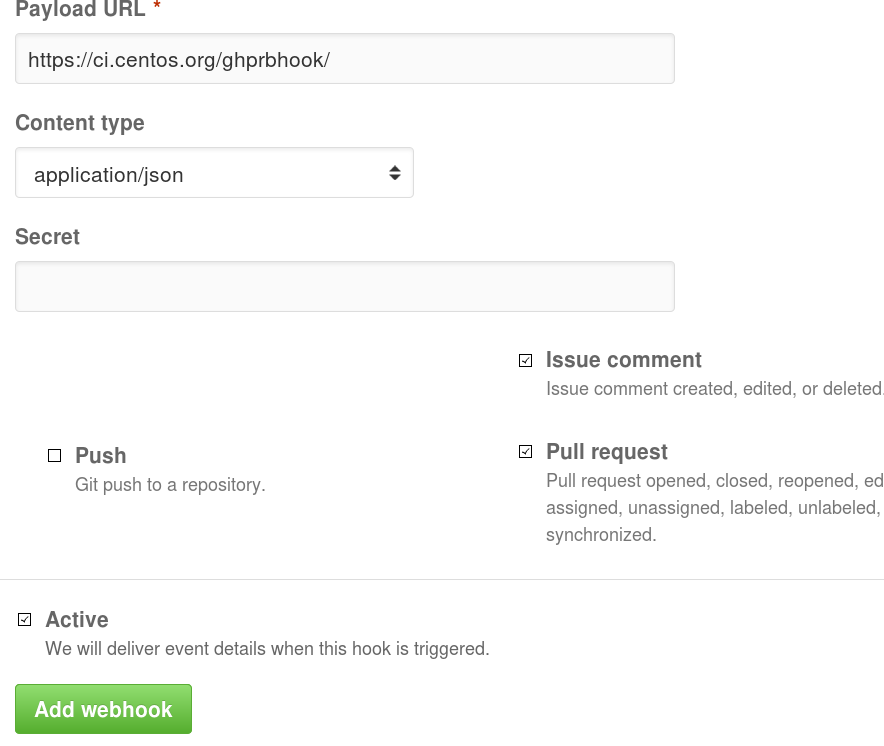 Payload URL *
https://ci.centos.org/ghprbhook/
Content type
application/json
Secret
Issue comment
Issue comment created, edited, or deleted.
Push
Git push to a repository.
Pull request
Pull request opened, closed, reopened, ed
assigned, unassigned, labeled, unlabeled,
synchronized.
Active
We will deliver event details when this hook is triggered.
Add webhook